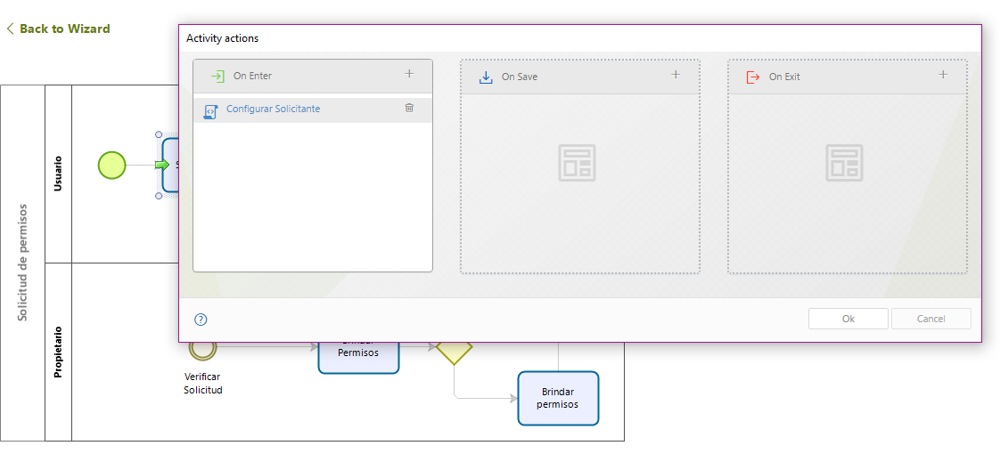 Back to Wizard
Activity actions
On Enter
On Save
On Exit
Configurar Solicitante
Solicitud de permisos
Usuario
S
Propietario
Ok
Cancel
Permisos
Verificar
Solicitud
Brindar
permisos